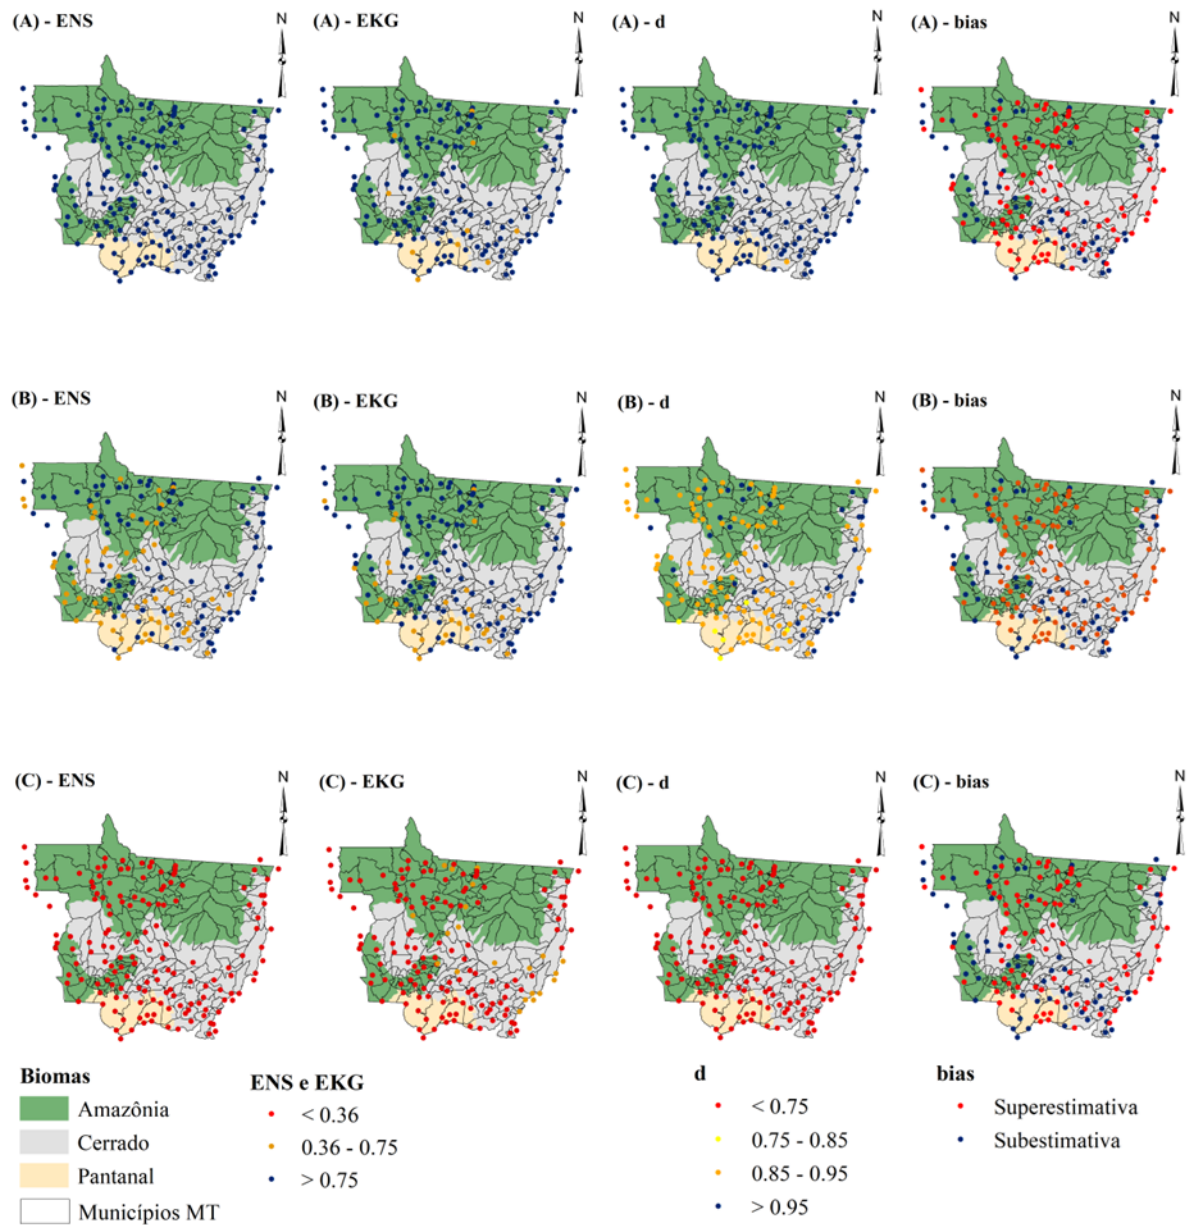 (A) - ENS
N
(A) - EKG
N
(A) - d
N
(A) - bias
N
(B) - ENS
N
(B) - EKG
N
(B) - d
N
(B) - bias
N
(C) - ENS
N
(C) - EKG
N
(C) - d
N
(C) - bias
N
Biomas
Amazônia
Cerrado
Pantanal
Municípios MT
ENS e EKG
< 0.36
0.36 - 0.75
> 0.75
d
< 0.75
0.75 - 0.85
0.85 - 0.95
> 0.95
bias
Superestimativa
Subestimativa